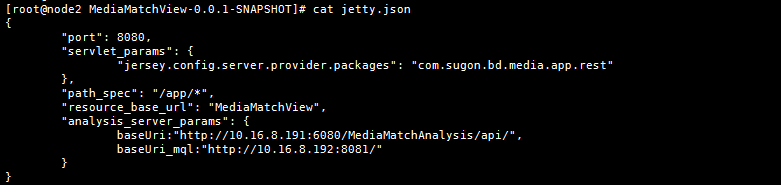 [root@node2 MediaMatchView-0.0.1-SNAPSHOT]# cat jetty.json
{
        "port": 8080,
        "servlet_params": {
                "jersey.config.server.provider.packages": "com.sugon.bd.media.app.rest"
        },
        "path_spec": "/app/*",
        "resource_base_url": "MediaMatchView",
        "analysis_server_params": {
                baseUri:"http://10.16.8.191:6080/MediaMatchAnalysis/api/",
                baseUri_mql:"http://10.16.8.192:8081/"
        }
}